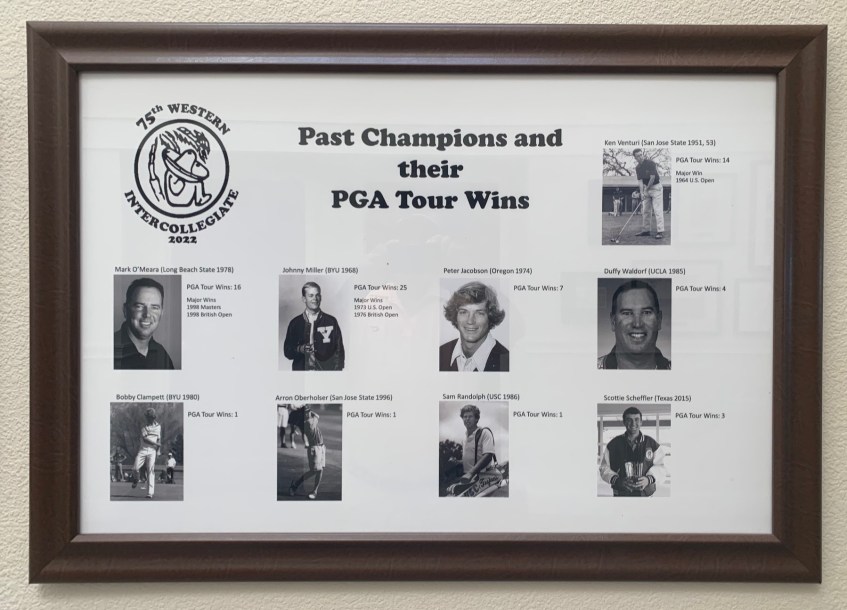 75th WESTERN
INTERCOLLEGIATE
2022
Past Champions and
their
PGA Tour Wins
Ken Venturi (San Jose State 1951, 53)
PGA Tour Wins: 14
Major Win
1964 U.S. Open
Mark O'Meara (Long Beach State 1978)
PGA Tour Wins: 16
Major Wins
1998 Masters
1998 British Open
Johnny Miller (BYU 1968)
PGA Tour Wins: 25
Major Wins
1973 U.S. Open
1976 British Open
Y
Peter Jacobson (Oregon 1974)
PGA Tour Wins: 7
Duffy Waldorf (UCLA 1985)
PGA Tour Wins: 4
Bobby Clampett (BYU 1980)
PGA Tour Wins: 1
Arron Oberholser (San Jose State 1996)
PGA Tour Wins: 1
Sam Randolph (USC 1986)
PGA Tour Wins: 1
Scottie Scheffler (Texas 2015)
PGA Tour Wins: 3